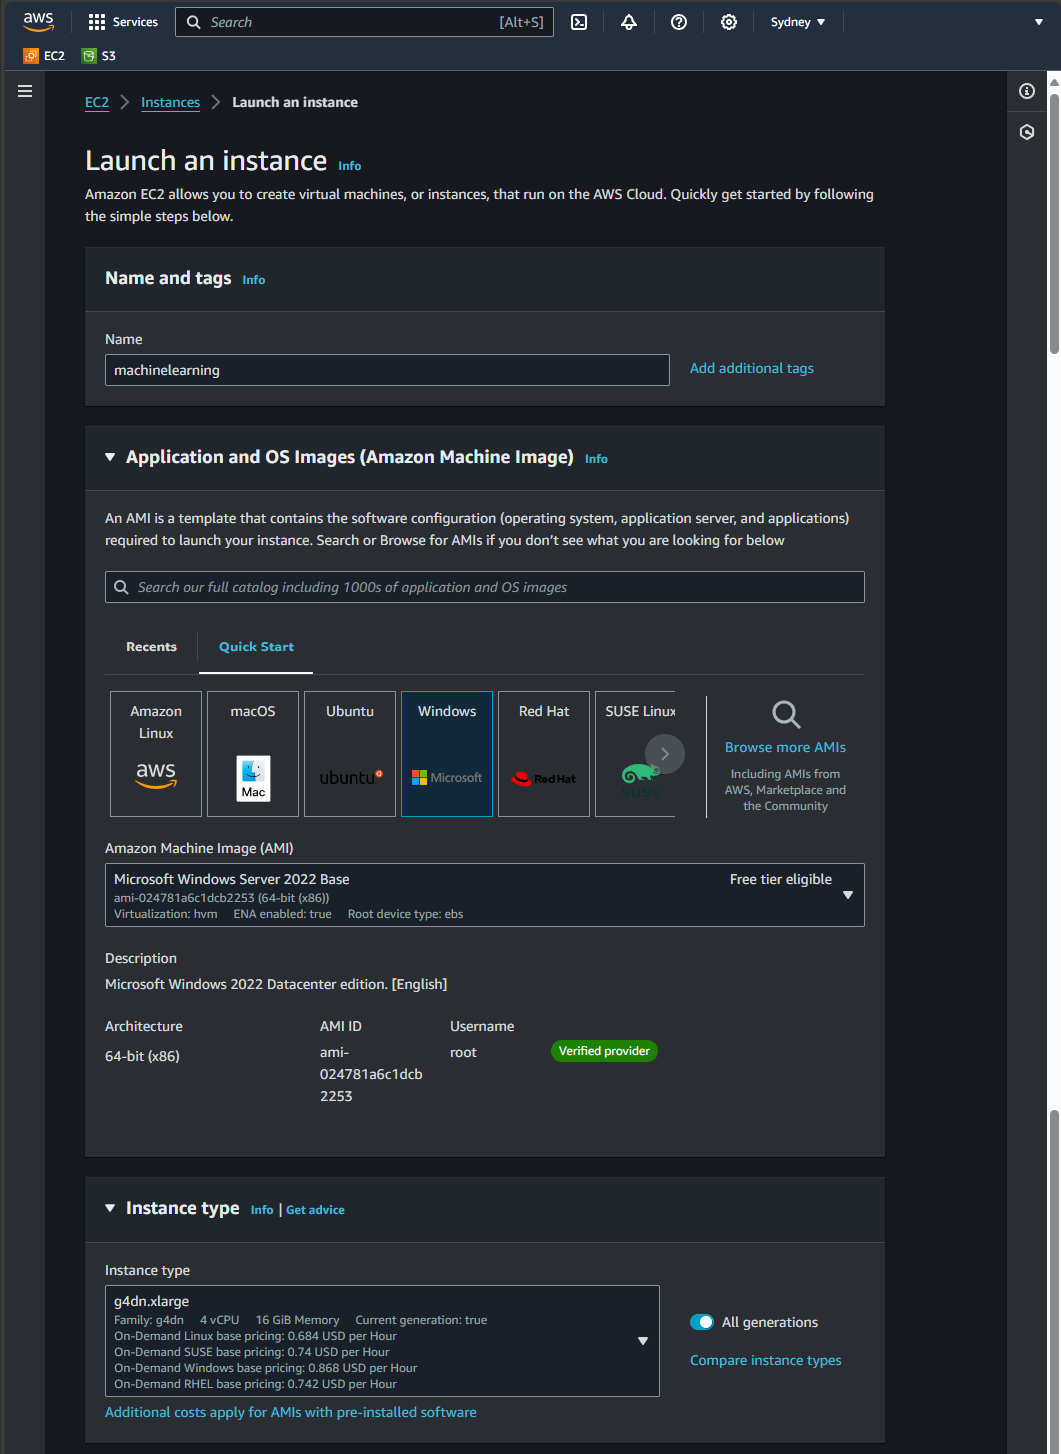 aws
Services
Search [Alt+S]
Sydney
EC2 S3
EC2 Instances Launch an instance
Launch an instance Info
Amazon EC2 allows you to create virtual machines, or instances, that run on the AWS Cloud. Quickly get started by following
the simple steps below.
Name and tags Info
Name
machinelearning
Add additional tags
Application and OS Images (Amazon Machine Image) Info
An AMI is a template that contains the software configuration (operating system, application server, and applications)
required to launch your instance. Search or Browse for AMIs if you don’t see what you are looking for below
Search our full catalog including 1000s of application and OS images
Recents Quick Start
Amazon
Linux
aws
macOS
Mac
Ubuntu
ubuntu
Windows
Microsoft
Red Hat
RedHat
SUSE Linux
SUSE
Browse more AMIs
Including AMIs from
AWS, Marketplace and
the Community
Amazon Machine Image (AMI)
Microsoft Windows Server 2022 Base Free tier eligible
ami-024781a6c1dcb2253 (64-bit (x86))
Virtualization: hvm ENA enabled: true Root device type: ebs
Description
Microsoft Windows 2022 Datacenter edition. [English]
Architecture
64-bit (x86)
AMI ID
ami-
024781a6c1dcb
2253
Username
root
Verified provider
Instance type Info | Get advice
Instance type
g4dn.xlarge
Family: g4dn 4 vCPU 16 GiB Memory Current generation: true
On-Demand Linux base pricing: 0.684 USD per Hour
On-Demand SUSE base pricing: 0.74 USD per Hour
On-Demand Windows base pricing: 0.868 USD per Hour
On-Demand RHEL base pricing: 0.742 USD per Hour
All generations
Compare instance types
Additional costs apply for AMIs with pre-installed software